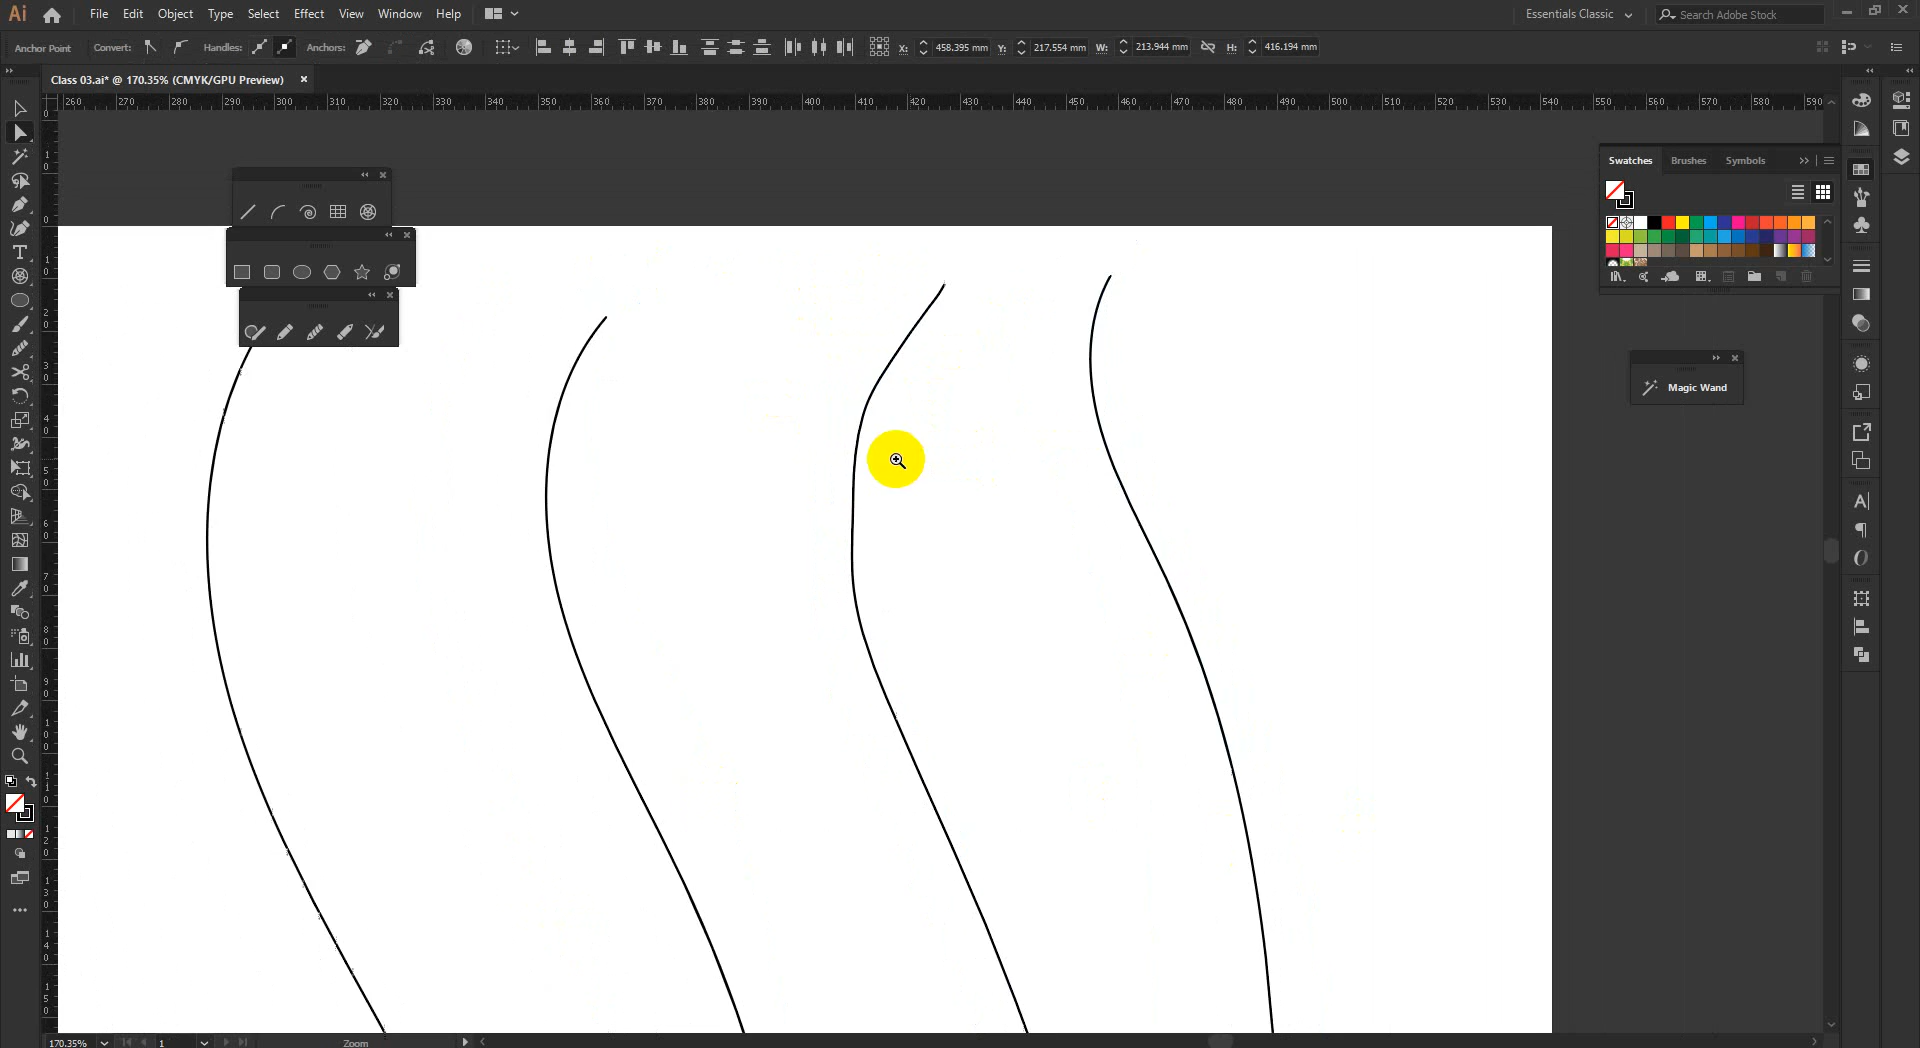 Ai File Edit Object Type Select Effect View Window Help Essentials Classic Search Adobe Stock
Anchor Point Convert: Handles: Anchors: X: 458.395 mm Y: 217.554 mm W: 213.944 mm H: 416.194 mm
Class 03.ai* @ 170.35% (CMYK/GPU Preview)
260 270 280 290 300 310 320 330 340 350 360 370 380 390 400 410 420 430 440 450 460 470 480 490 500 510 520 530 540 550 560 570 580 590
Swatches Brushes Symbols
Magic Wand
170.35% 1 Zoom